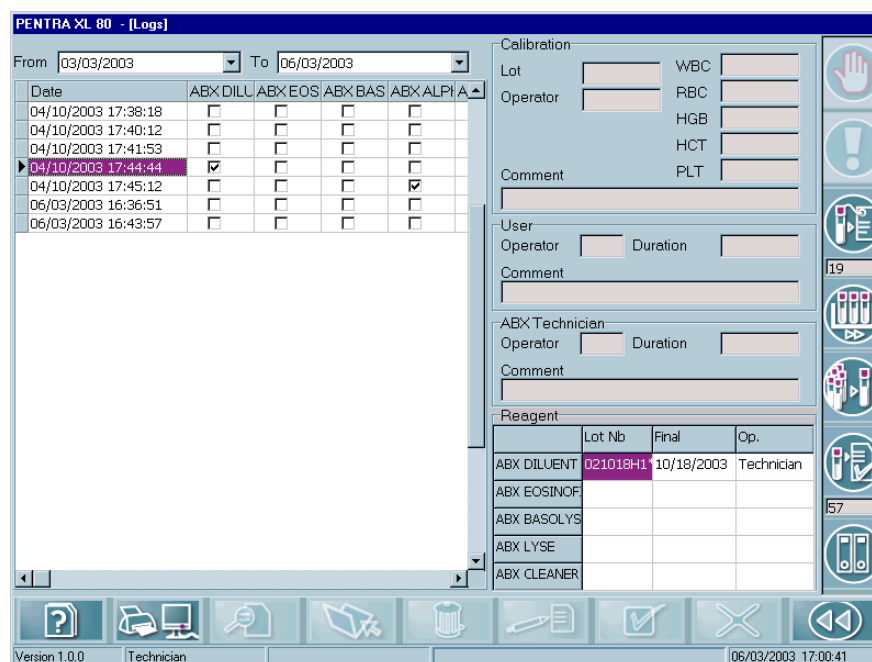 PENTRA XL 80 - [Logs]
From 03/03/2003 To 06/03/2003
Date ABX DILU ABX EOS ABX BAS ABX ALPH A
04/10/2003 17:38:18
04/10/2003 17:40:12
04/10/2003 17:41:53
04/10/2003 17:44:44
04/10/2003 17:45:12
06/03/2003 16:36:51
06/03/2003 16:43:57
Calibration
Lot WBC
Operator RBC
HGB
HCT
Comment PLT
User
Operator Duration
Comment
ABX Technician
Operator Duration
Comment
Reagent
Lot Nb Final Op.
ABX DILUENT 021018H1* 10/18/2003 Technician
ABX EOSINOF
ABX BASOLYS
ABX LYSE
ABX CLEANER
19
57
Version 1.0.0 Technician 06/03/2003 17:00:41